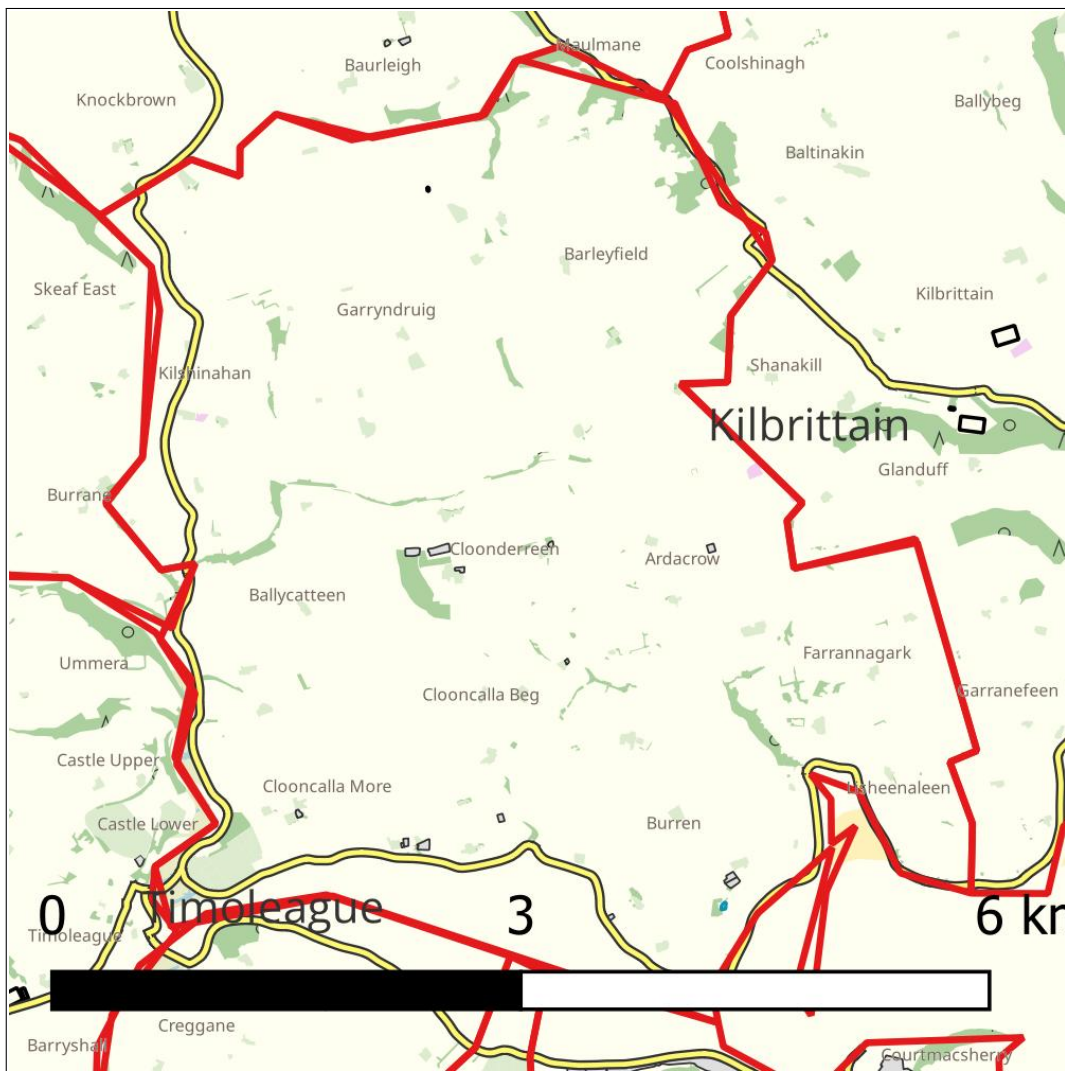 Maulmane
Coolshinagh
Baurleigh
Knockbrown
Ballybeg
Baltinakin
Barleyfield
Skeaf East
Kilbrittain
Garryndruig
Kilshinahan
Shanakill
Kilbrittain
Glanduff
Burrane
Cloonderreen
Ardacrow
Ballycatteen
Farrannagark
Ummera
Clooncalla Beg
Garranefeen
Castle Upper
Clooncalla More
Lisheenaleen
Castle Lower
Burren
Timoleague
0 3 6 km
Timoleague
Creggane
Barryshall
Courtmacsherry